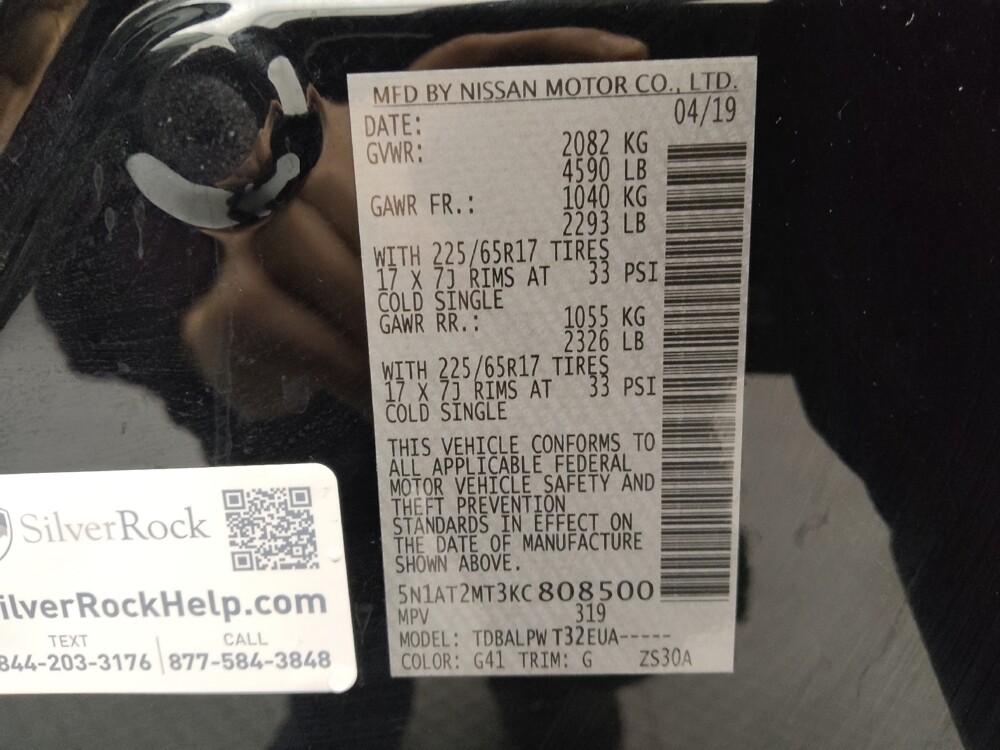 MFD BY NISSAN MOTOR CO., LTD.
DATE: 04/19
GVWR: 2082 KG
4590 LB
GAWR FR.: 1040 KG
2293 LB
WITH 225/65R17 TIRES
17 X 7J RIMS AT 33 PSI
COLD SINGLE
GAWR RR.: 1055 KG
2326 LB
WITH 225/65R17 TIRES
17 X 7J RIMS AT 33 PSI
COLD SINGLE
THIS VEHICLE CONFORMS TO
ALL APPLICABLE FEDERAL
MOTOR VEHICLE SAFETY AND
THEFT PREVENTION
STANDARDS IN EFFECT ON
THE DATE OF MANUFACTURE
SHOWN ABOVE.
5N1AT2MT3KC808500
MPV 319
MODEL: TDBALPW T32EUA-----
COLOR: G41 TRIM: G ZS30A
SilverRock
ilverRockHelp.com
TEXT CALL
844-203-3176 877-584-3848